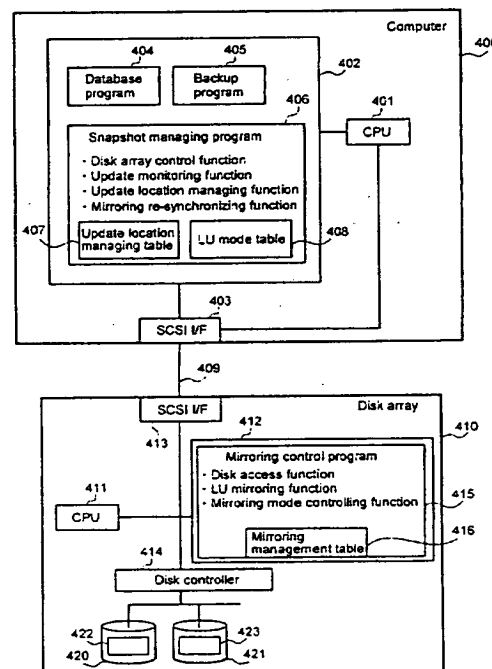 Computer
400
404
405
402
Database program
Backup program
406
401
CPU
Snapshot managing program
· Disk array control function
· Update monitoring function
· Update location managing function
· Mirroring re-synchronizing function
407
Update location managing table
LU mode table
408
403
SCSI I/F
409
SCSI I/F
413
Disk array
412
410
Mirroring control program
· Disk access function
· LU mirroring function
· Mirroring mode controlling function
415
411
CPU
Mirroring management table
416
414
Disk controller
422
423
420
421